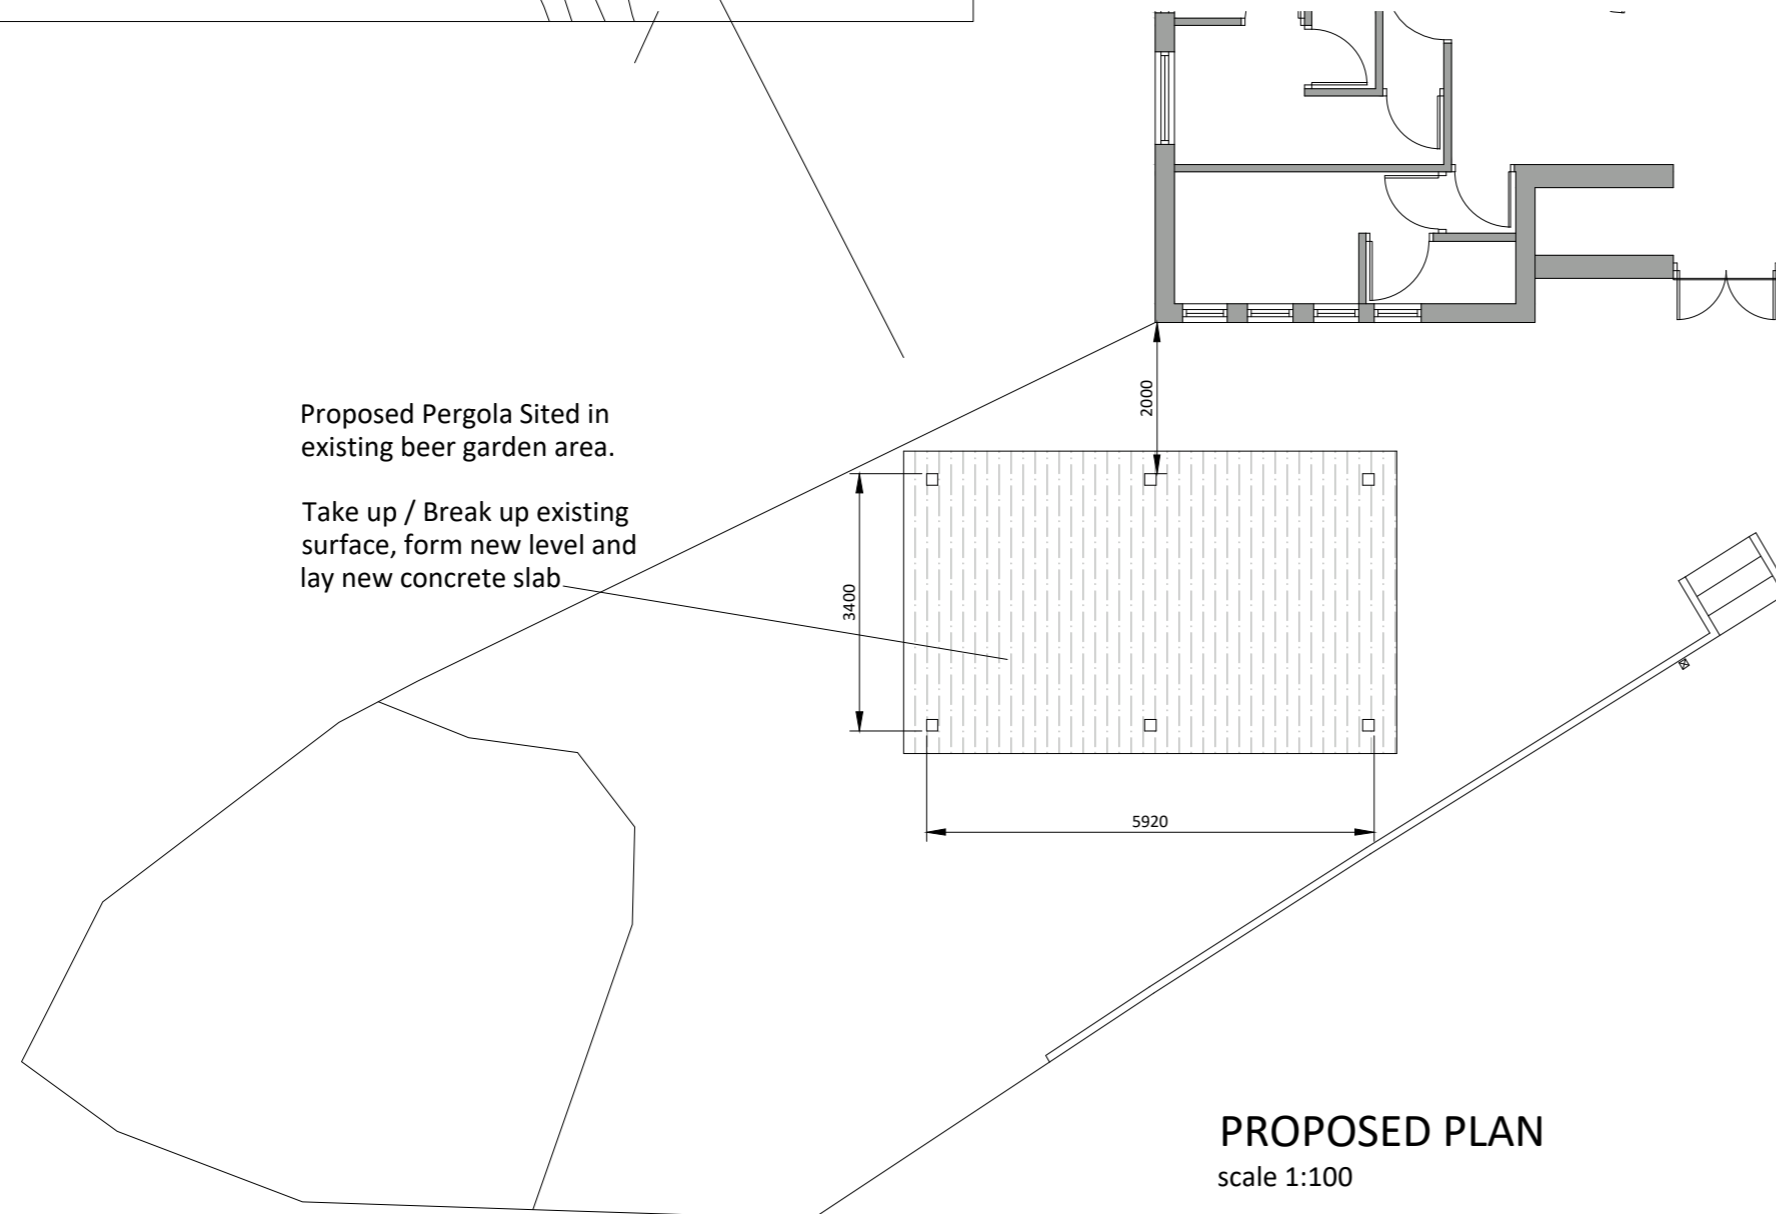 Proposed Pergola Sited in
existing beer garden area.
Take up / Break up existing
surface, form new level and
lay new concrete slab
2000
3400
5920
PROPOSED PLAN
scale 1:100